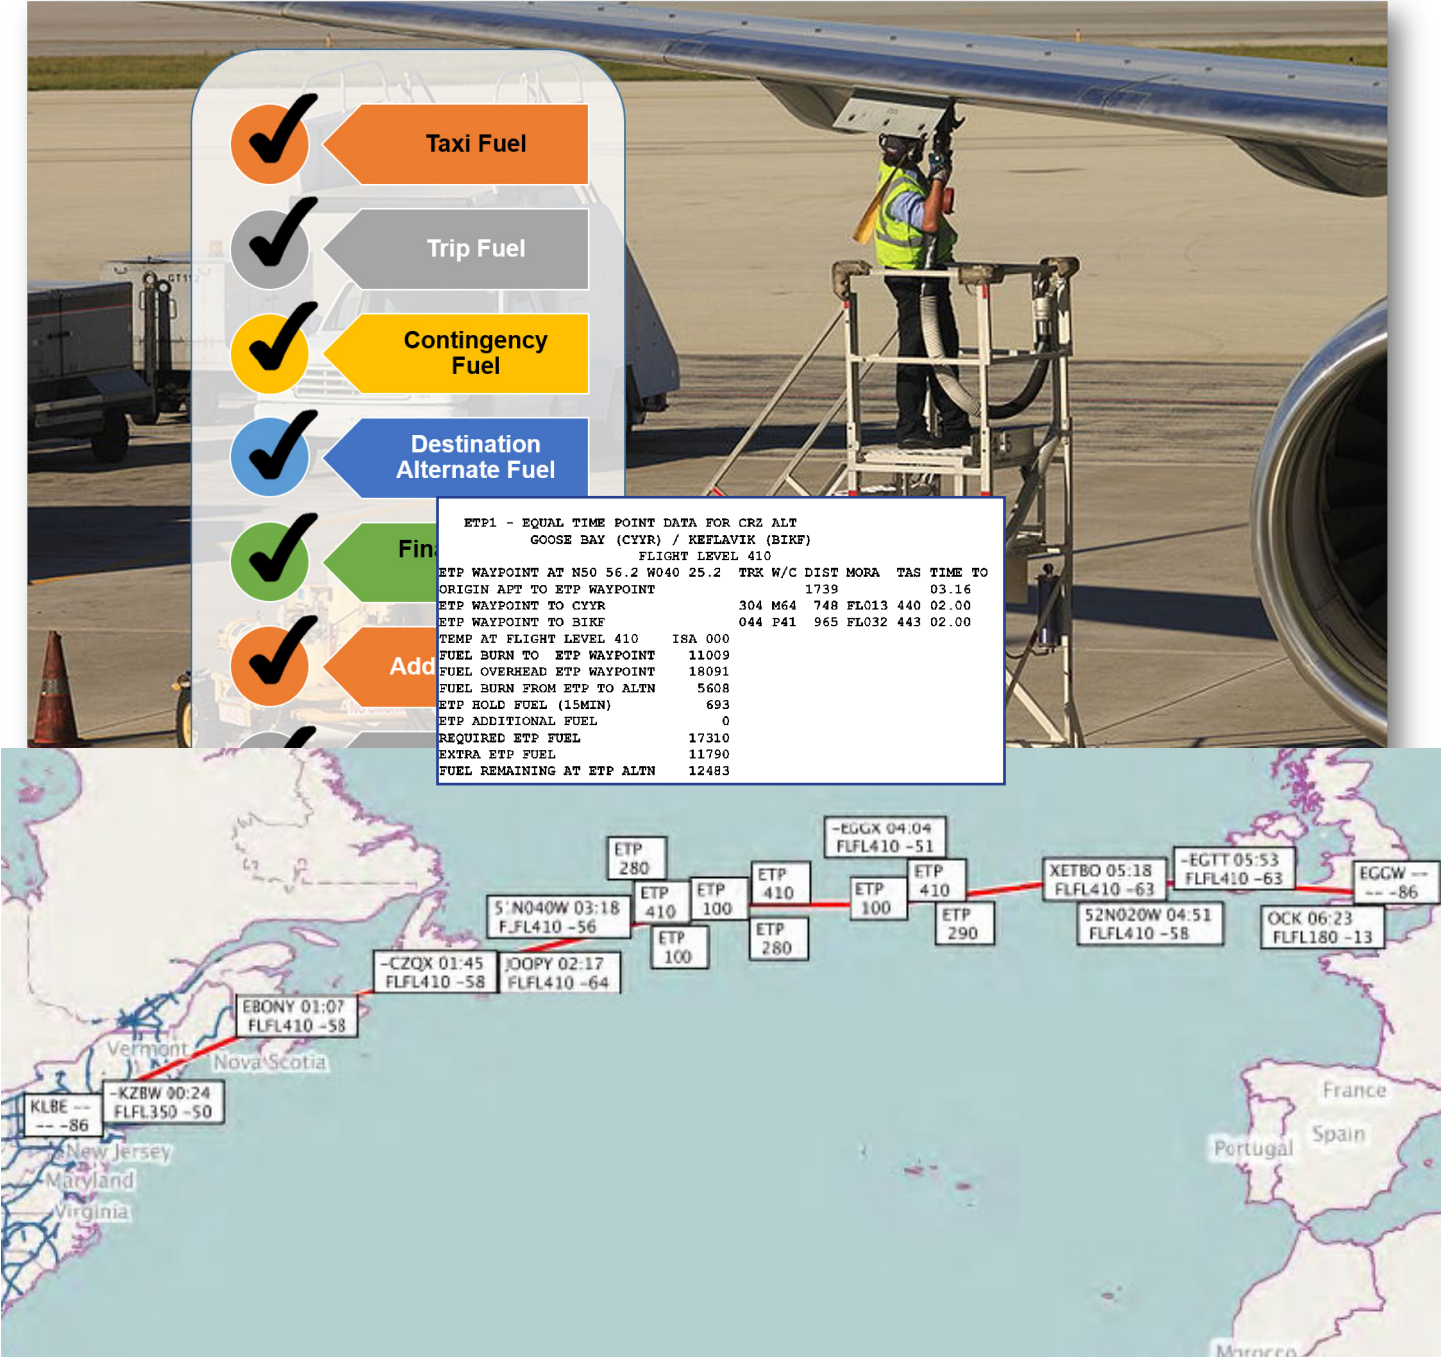 Taxi Fuel
Trip Fuel
Contingency
Fuel
Destination
Alternate Fuel
Fin
Add
GT11
ETP1 - EQUAL TIME POINT DATA FOR CRZ ALT
GOOSE BAY (CYYR) / KEFLAVIK (BIKF)
FLIGHT LEVEL 410
ETP WAYPOINT AT N50 56.2 W040 25.2 TRK W/C DIST MORA TAS TIME TO
ORIGIN APT TO ETP WAYPOINT 1739 03.16
ETP WAYPOINT TO CYYR 304 M64 748 FL013 440 02.00
ETP WAYPOINT TO BIKF 044 P41 965 FL032 443 02.00
TEMP AT FLIGHT LEVEL 410 ISA 000
FUEL BURN TO ETP WAYPOINT 11009
FUEL OVERHEAD ETP WAYPOINT 18091
FUEL BURN FROM ETP TO ALTN 5608
ETP HOLD FUEL (15MIN) 693
ETP ADDITIONAL FUEL 0
REQUIRED ETP FUEL 17310
EXTRA ETP FUEL 11790
FUEL REMAINING AT ETP ALTN 12483
-EGGX 04:04
FLFL410 -51
ETP
280
ETP
410
ETP
100
ETP
410
ETP
100
ETP
410
XETBO 05:18
FLFL410 -63
-EGTT 05:53
FLFL410 -63
EGGW --
-- -86
N040W 03:18
FL410 -56
ETP
100
ETP
280
ETP
290
52N020W 04:51
FLFL410 -58
OCK 06:23
FLFL180 -13
-CZQX 01:45
FLFL410 -58
JOOPY 02:17
FLFL410 -64
EBONY 01:07
FLFL410 -58
Vermont
Nova Scotia
-KZBW 00:24
FLFL350 -50
KLBE --
-- -86
New Jersey
Maryland
Virginia
France
Spain
Portugal
Morocco